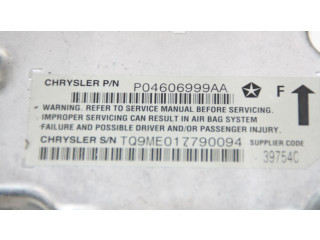 CHRYSLER P/N P04606999AA F
WARNING. REFER TO SERVICE MANUAL BEFORE SERVICING.
IMPROPER SERVICING CAN RESULT IN AIR BAG SYSTEM
FAILURE AND POSSIBLE DRIVER AND/OR PASSENGER INJURY.
CHRYSLER S/N TQ9ME017790094 SUPPLIER CODE
39754C